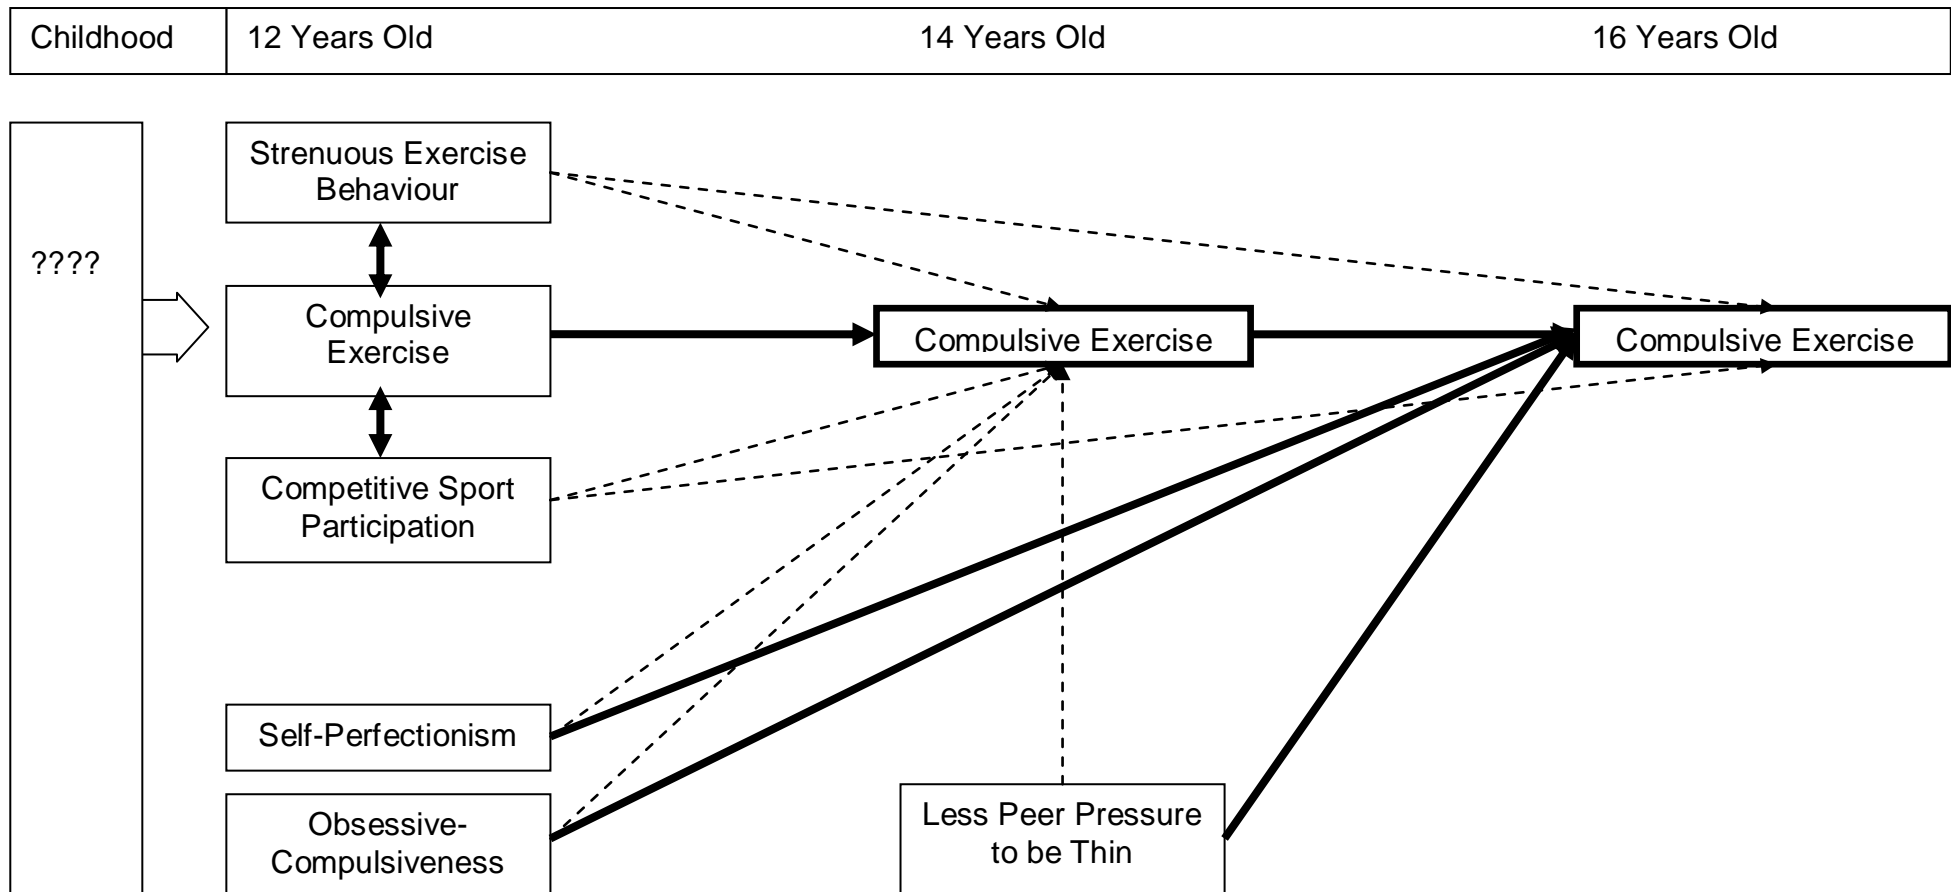 Childhood
12 Years Old
14 Years Old
16 Years Old
????
Strenuous Exercise
Behaviour
Compulsive
Exercise
Compulsive Exercise
Compulsive Exercise
Competitive Sport
Participation
Self-Perfectionism
Obsessive-
Compulsiveness
Less Peer Pressure
to be Thin